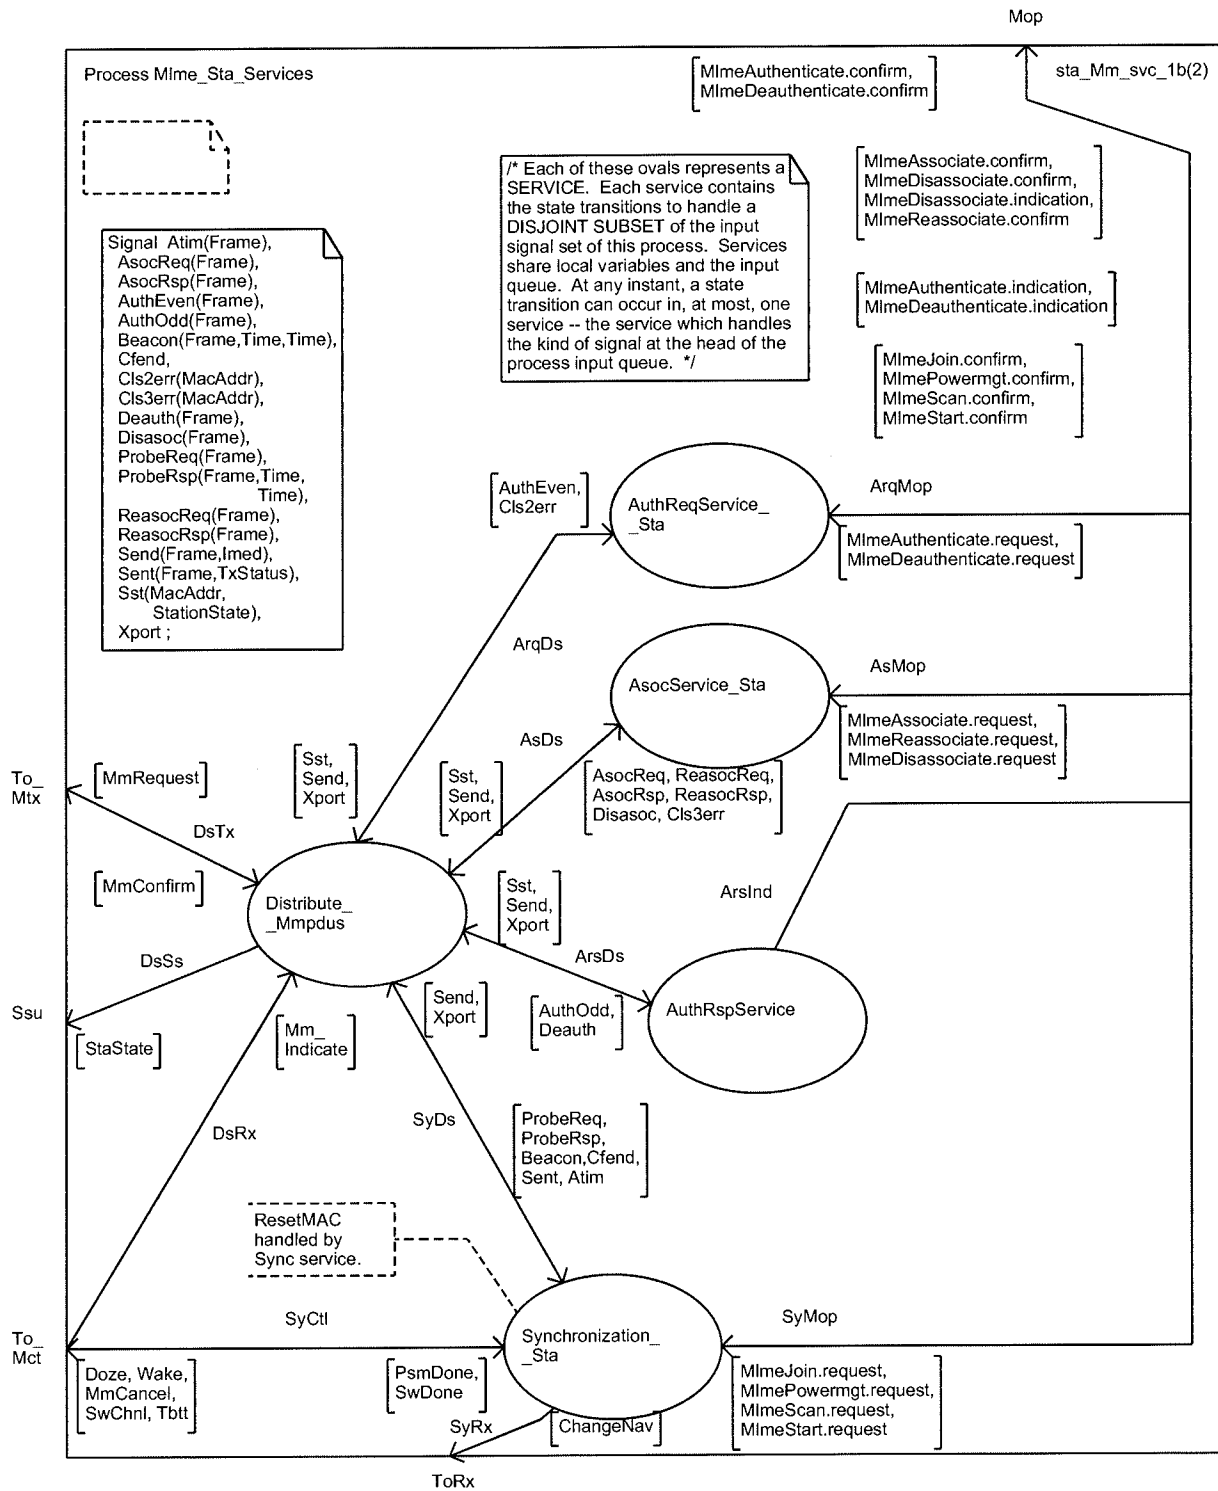 Mop
Process Mlme_Sta_Services
sta_Mm_svc_1b(2)
MlmeAuthenticate.confirm,
MlmeDeauthenticate.confirm
/* Each of these ovals represents a
SERVICE. Each service contains
the state transitions to handle a
DISJOINT SUBSET of the input
signal set of this process. Services
share local variables and the input
queue. At any instant, a state
transition can occur in, at most, one
service -- the service which handles
the kind of signal at the head of the
process input queue. */
MlmeAssociate.confirm,
MlmeDisassociate.confirm,
MlmeDisassociate.indication,
MlmeReassociate.confirm
MlmeAuthenticate.indication,
MlmeDeauthenticate.indication
MlmeJoin.confirm,
MlmePowermgt.confirm,
MlmeScan.confirm,
MlmeStart.confirm
Signal Atim(Frame),
AsocReq(Frame),
AsocRsp(Frame),
AuthEven(Frame),
AuthOdd(Frame),
Beacon(Frame,Time,Time),
Cfend,
Cls2err(MacAddr),
Cls3err(MacAddr),
Deauth(Frame),
Disasoc(Frame),
ProbeReq(Frame),
ProbeRsp(Frame,Time,
Time),
ReasocReq(Frame),
ReasocRsp(Frame),
Send(Frame,Imed),
Sent(Frame,TxStatus),
Sst(MacAddr,
StationState),
Xport ;
AuthEven,
Cls2err
AuthReqService_
_Sta
ArqMop
MlmeAuthenticate.request,
MlmeDeauthenticate.request
ArqDs
AsocService_Sta
AsMop
MlmeAssociate.request,
MlmeReassociate.request,
MlmeDisassociate.request
AsDs
AsocReq, ReasocReq,
AsocRsp, ReasocRsp,
Disasoc, Cls3err
Sst,
Send,
Xport
Sst,
Send,
Xport
To_
Mtx
MmRequest
DsTx
MmConfirm
Distribute_
_Mmpdus
Sst,
Send,
Xport
ArsInd
ArsDs
AuthOdd,
Deauth
AuthRspService
DsSs
Ssu
StaState
Mm_
Indicate
Send,
Xport
DsRx
SyDs
ProbeReq,
ProbeRsp,
Beacon,Cfend,
Sent, Atim
ResetMAC
handled by
Sync service.
To_
Mct
SyCtl
Synchronization_
_Sta
SyMop
Doze, Wake,
MmCancel,
SwChnl, Tbtt
PsmDone,
SwDone
MlmeJoin.request,
MlmePowermgt.request,
MlmeScan.request,
MlmeStart.request
SyRx
ChangeNav
ToRx